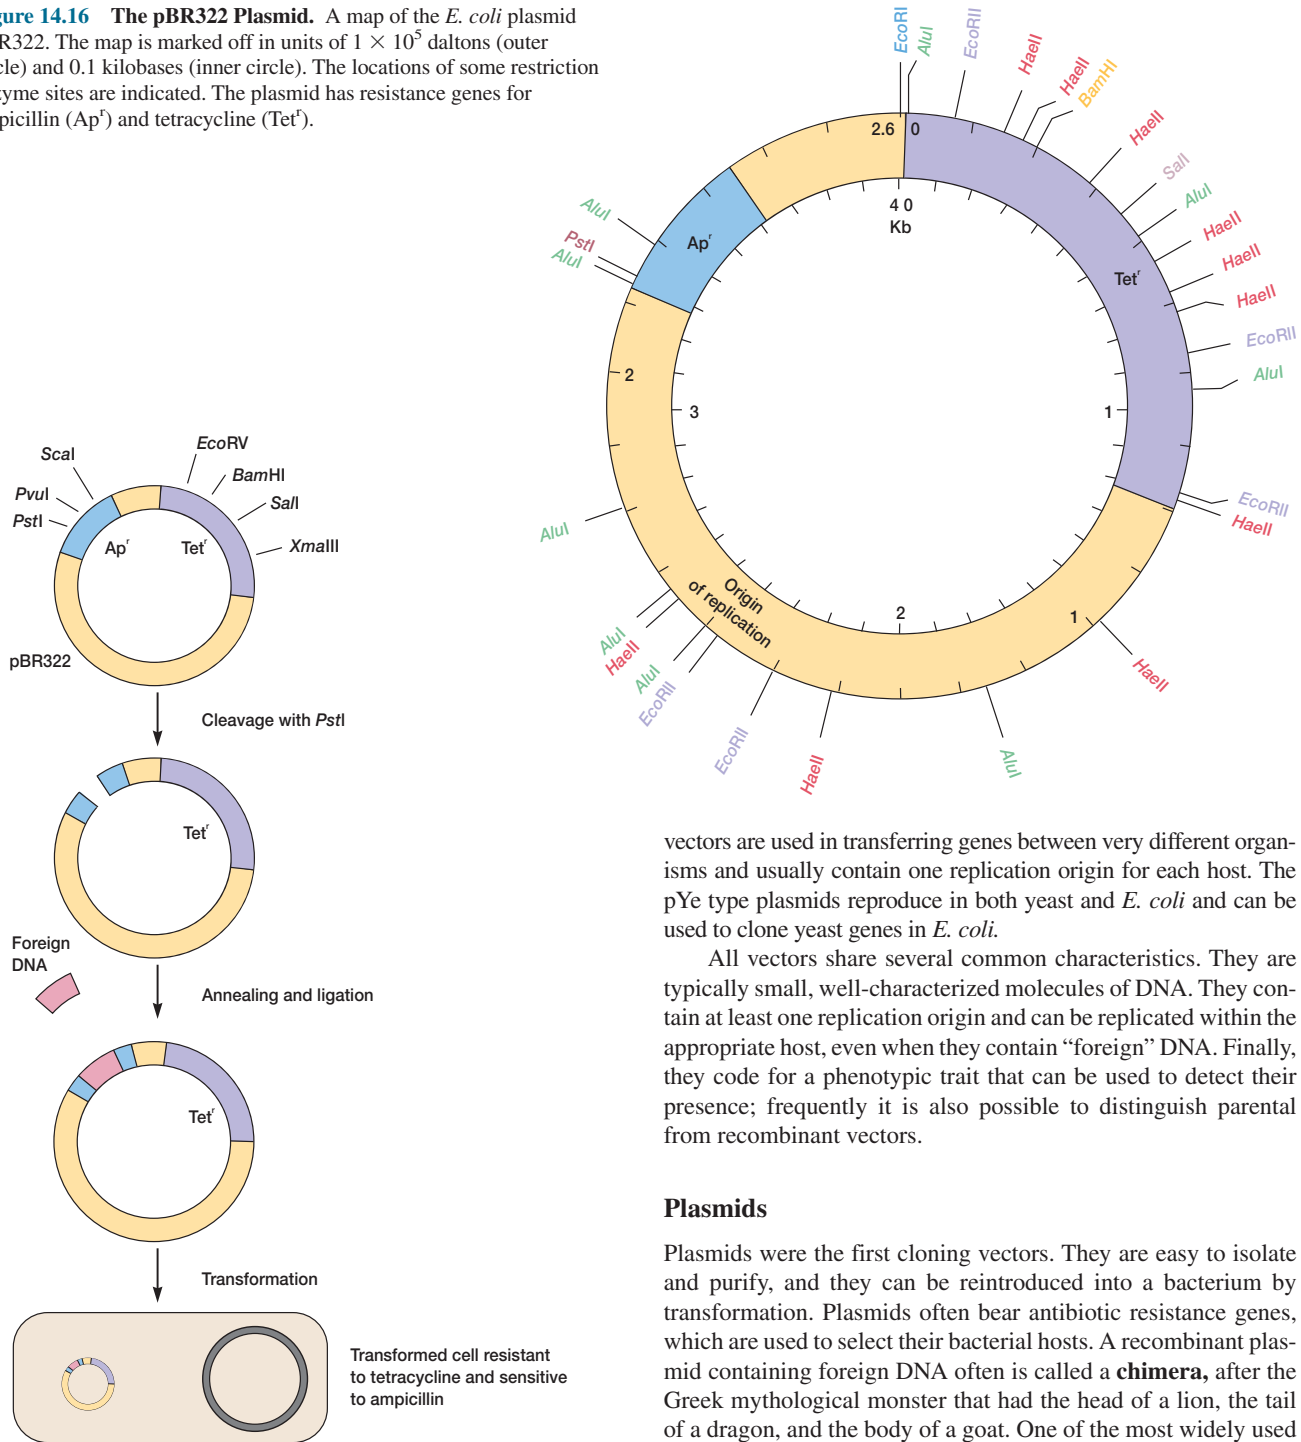 gure 14.16 The pBR322 Plasmid. A map of the E. coli plasmid
R322. The map is marked off in units of 1 × 10⁵ daltons (outer
cle) and 0.1 kilobases (inner circle). The locations of some restriction
zyme sites are indicated. The plasmid has resistance genes for
picillin (Apʳ) and tetracycline (Tetʳ).
EcoRI
AluI
EcoRII
HaeII
HaeII
BamHI
HaeII
SalI
AluI
HaeII
HaeII
HaeII
EcoRII
AluI
EcoRII
HaeII
HaeII
AluI
HaeII
EcoRII
EcoRII
AluI
HaeII
AluI
AluI
AluI
PstI
AluI
2.6 0
4 0
Kb
Apʳ
Tetʳ
2
3
1
2
1
Origin
of replication
ScaI
PvuI
PstI
EcoRV
BamHI
SalI
XmaIII
Apʳ
Tetʳ
pBR322
Cleavage with PstI
Tetʳ
Foreign
DNA
Annealing and ligation
Tetʳ
Transformation
Transformed cell resistant
to tetracycline and sensitive
to ampicillin
vectors are used in transferring genes between very different organ-
isms and usually contain one replication origin for each host. The
pYe type plasmids reproduce in both yeast and E. coli and can be
used to clone yeast genes in E. coli.
All vectors share several common characteristics. They are
typically small, well-characterized molecules of DNA. They con-
tain at least one replication origin and can be replicated within the
appropriate host, even when they contain “foreign” DNA. Finally,
they code for a phenotypic trait that can be used to detect their
presence; frequently it is also possible to distinguish parental
from recombinant vectors.
Plasmids
Plasmids were the first cloning vectors. They are easy to isolate
and purify, and they can be reintroduced into a bacterium by
transformation. Plasmids often bear antibiotic resistance genes,
which are used to select their bacterial hosts. A recombinant plas-
mid containing foreign DNA often is called a chimera, after the
Greek mythological monster that had the head of a lion, the tail
of a dragon, and the body of a goat. One of the most widely used